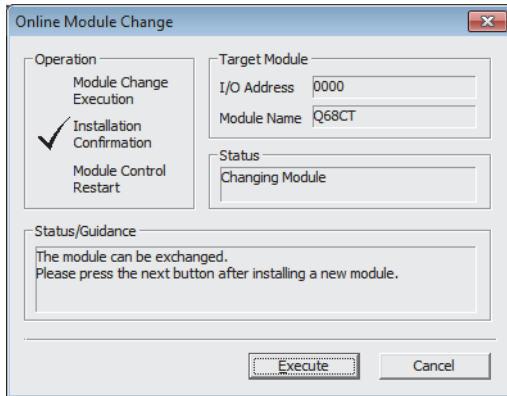 Online Module Change
Operation
Module Change
Execution
Installation
Confirmation
Module Control
Restart
Target Module
I/O Address 0000
Module Name Q68CT
Status
Changing Module
Status/Guidance
The module can be exchanged.
Please press the next button after installing a new module.
Execute Cancel